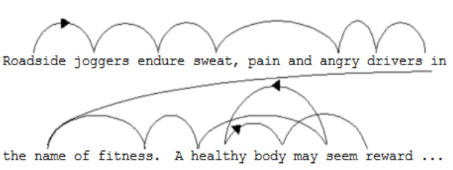 Roadside joggers endure sweat, pain and angry drivers in
the name of fitness. A healthy body may seem reward ...